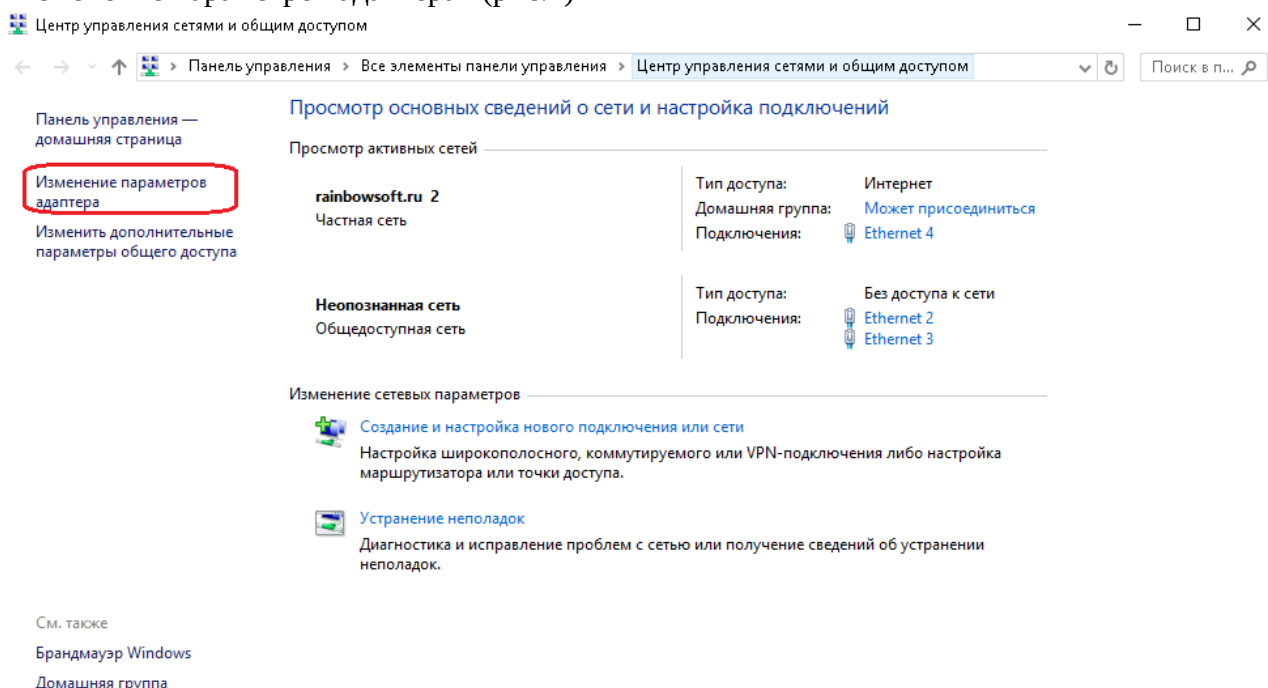 Центр управления сетями и общим доступом
Панель управления > Все элементы панели управления > Центр управления сетями и общим доступом
Поиск в п...
Панель управления —
домашняя страница
Изменение параметров
адаптера
Изменить дополнительные
параметры общего доступа
Просмотр основных сведений о сети и настройка подключений
Просмотр активных сетей
rainbowsoft.ru 2
Частная сеть
Тип доступа: Интернет
Домашняя группа: Может присоединиться
Подключения: Ethernet 4
Неопознанная сеть
Общедоступная сеть
Тип доступа: Без доступа к сети
Подключения: Ethernet 2
Ethernet 3
Изменение сетевых параметров
Создание и настройка нового подключения или сети
Настройка широкополосного, коммутируемого или VPN-подключения либо настройка
маршрутизатора или точки доступа.
Устранение неполадок
Диагностика и исправление проблем с сетью или получение сведений об устранении
неполадок.
См. также
Брандмауэр Windows
Домашняя группа